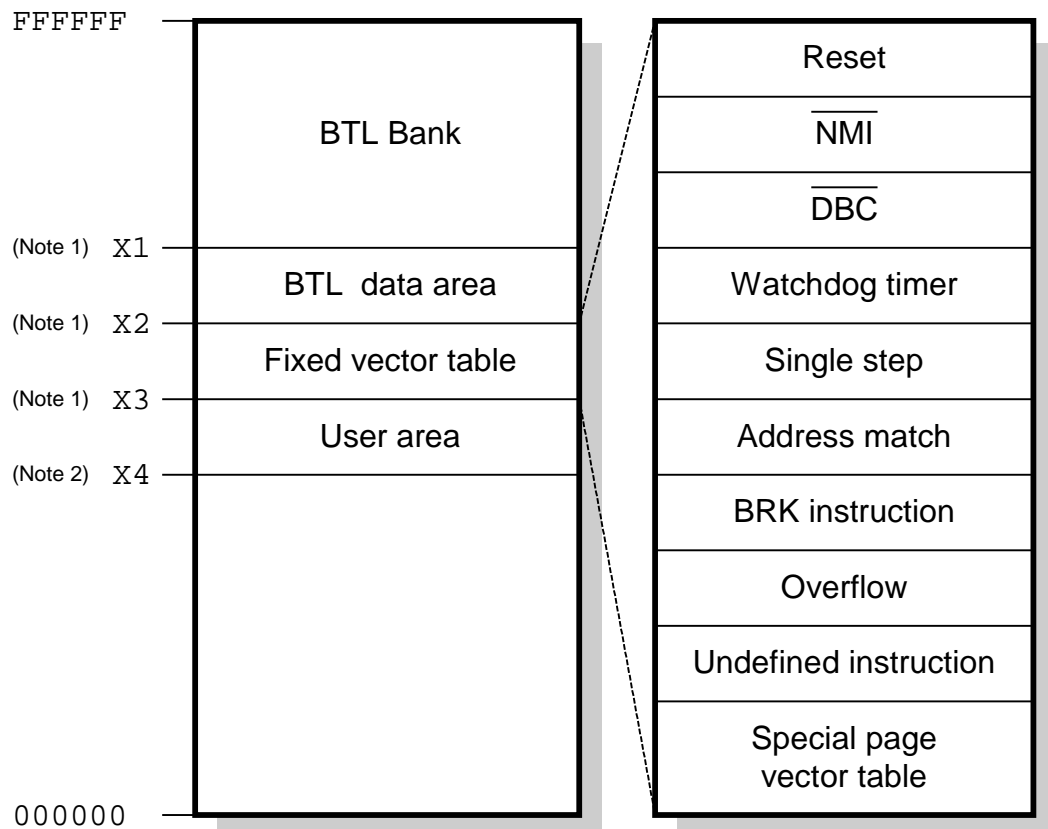 FFFFFF
BTL Bank
(Note 1) X1
BTL data area
(Note 1) X2
Fixed vector table
(Note 1) X3
User area
(Note 2) X4
000000
Reset
NMI
DBC
Watchdog timer
Single step
Address match
BRK instruction
Overflow
Undefined instruction
Special page
vector table